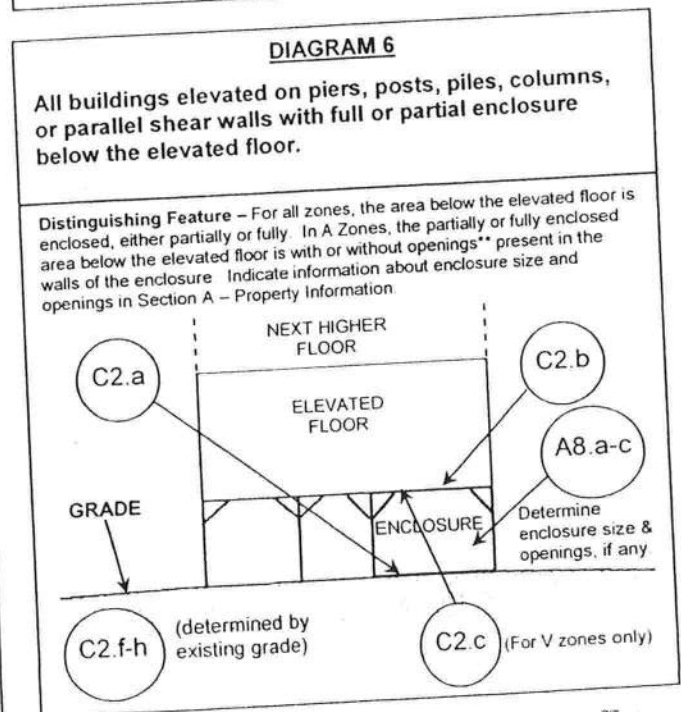 DIAGRAM 6
All buildings elevated on piers, posts, piles, columns,
or parallel shear walls with full or partial enclosure
below the elevated floor.
Distinguishing Feature – For all zones, the area below the elevated floor is
enclosed, either partially or fully. In A Zones, the partially or fully enclosed
area below the elevated floor is with or without openings** present in the
walls of the enclosure Indicate information about enclosure size and
openings in Section A – Property Information
NEXT HIGHER
FLOOR
C2.a
C2.b
ELEVATED
FLOOR
A8.a-c
GRADE
ENCLOSURE
Determine
enclosure size &
openings, if any
C2.f-h
(determined by
existing grade)
C2.c
(For V zones only)